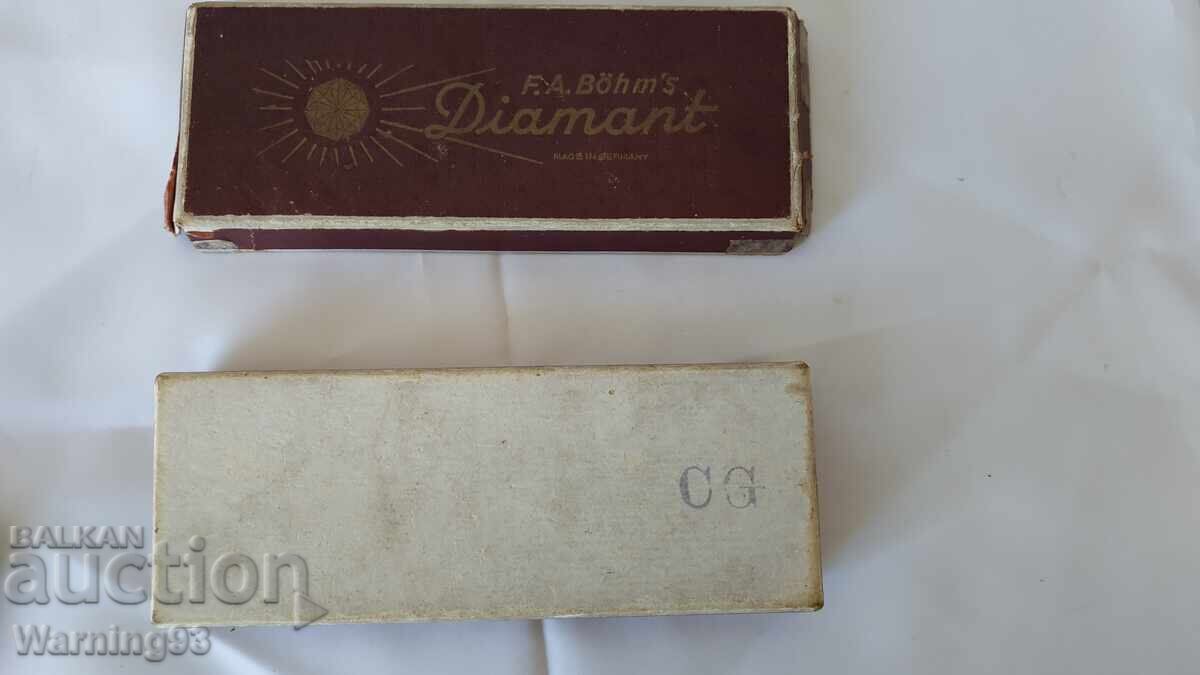 F.A. Böhm's
Diamant
MADE IN GERMANY
CG
BALKAN
auction
Warning93